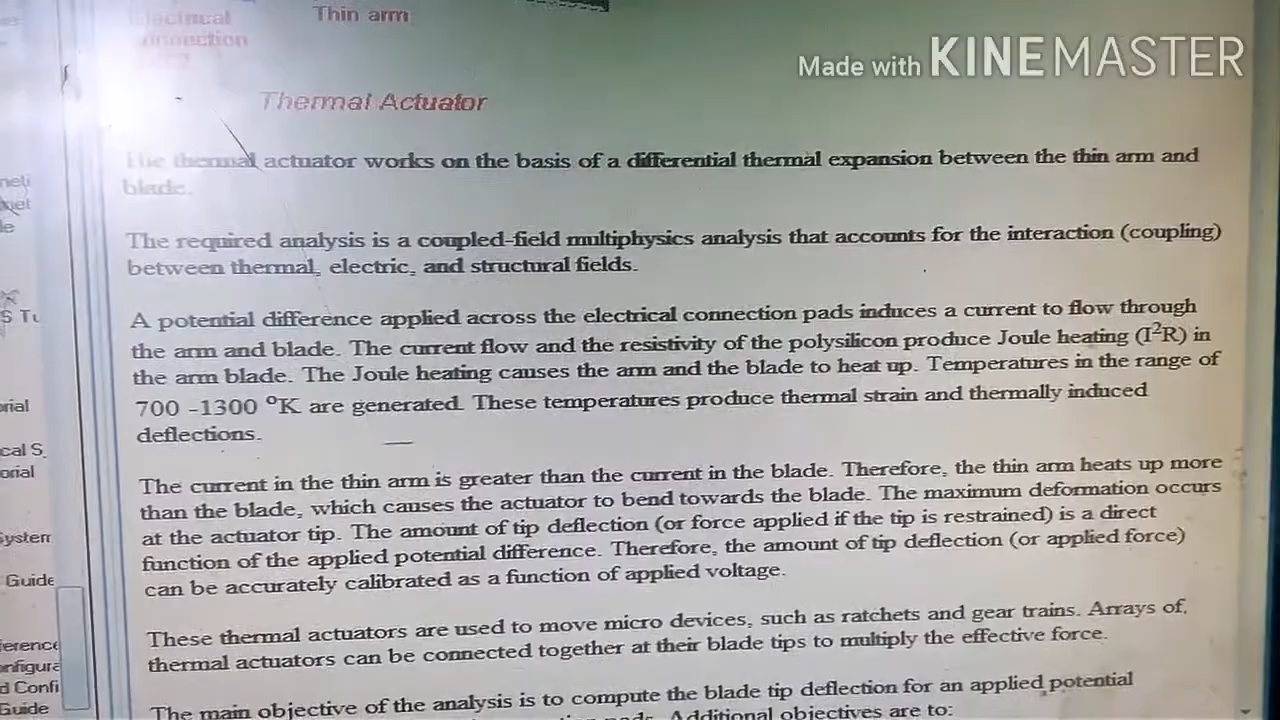 Electrical
Thin arm
connection
Made with KINEMASTER
Thermal Actuator
The thermal actuator works on the basis of a differential thermal expansion between the thin arm and
blade.
The required analysis is a coupled-field multiphysics analysis that accounts for the interaction (coupling)
between thermal, electric, and structural fields.
A potential difference applied across the electrical connection pads induces a current to flow through
the arm and blade. The current flow and the resistivity of the polysilicon produce Joule heating (I²R) in
the arm blade. The Joule heating causes the arm and the blade to heat up. Temperatures in the range of
700 -1300 °K are generated. These temperatures produce thermal strain and thermally induced
deflections.
The current in the thin arm is greater than the current in the blade. Therefore, the thin arm heats up more
than the blade, which causes the actuator to bend towards the blade. The maximum deformation occurs
at the actuator tip. The amount of tip deflection (or force applied if the tip is restrained) is a direct
function of the applied potential difference. Therefore, the amount of tip deflection (or applied force)
can be accurately calibrated as a function of applied voltage.
These thermal actuators are used to move micro devices, such as ratchets and gear trains. Arrays of
thermal actuators can be connected together at their blade tips to multiply the effective force.
The main objective of the analysis is to compute the blade tip deflection for an applied potential
Additional objectives are to:
orial
cal S
orial
Guide
d Confi
Guide